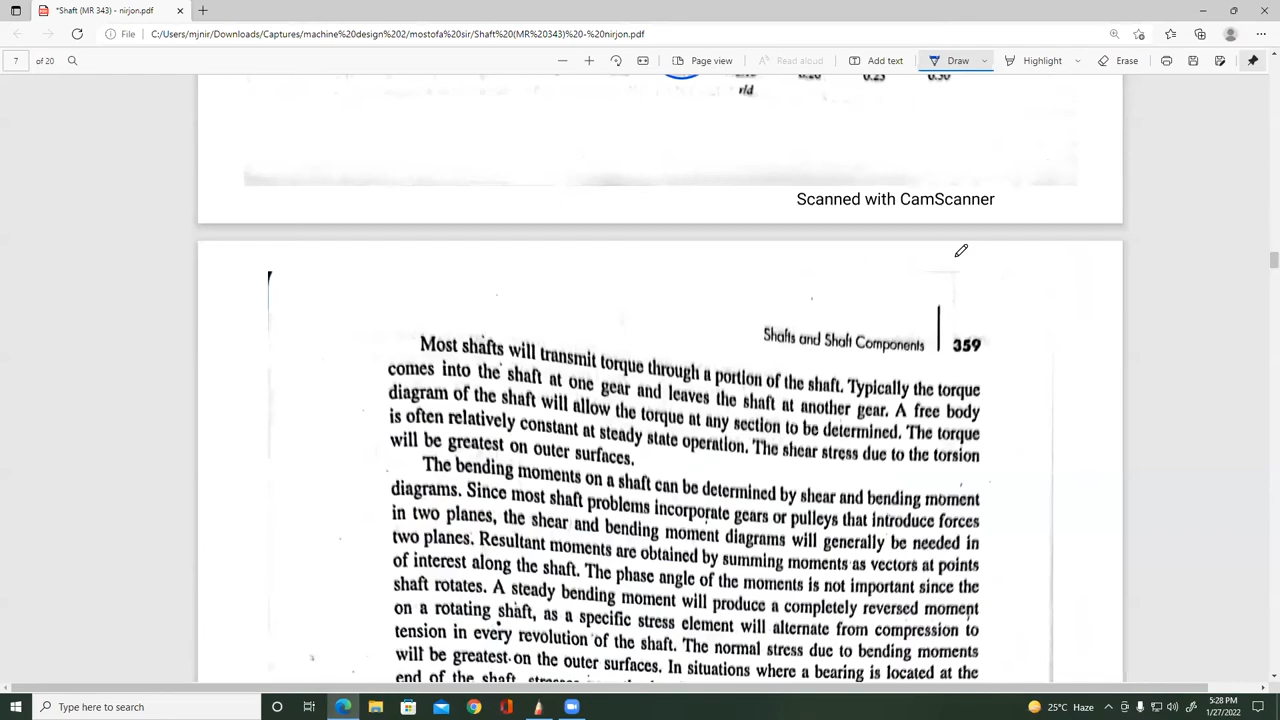 *Shaft (MR 343) - nirjon.pdf
File
C:/Users/mjnir/Downloads/Captures/machine%20design%202/mostofa%20sir/Shaft%20(MR%20343)%20-%20nirjon.pdf
7 of 20
Page view
Read aloud
Add text
Draw
Highlight
Erase
0.20 0.25 0.30
r/d
Scanned with CamScanner
Shafts and Shaft Components 359
Most shafts will transmit torque through a portion of the shaft. Typically the torque
comes into the shaft at one gear and leaves the shaft at another gear. A free body
diagram of the shaft will allow the torque at any section to be determined. The torque
is often relatively constant at steady state operation. The shear stress due to the torsion
will be greatest on outer surfaces.
The bending moments on a shaft can be determined by shear and bending moment
diagrams. Since most shaft problems incorporate gears or pulleys that introduce forces
in two planes, the shear and bending moment diagrams will generally be needed in
two planes. Resultant moments are obtained by summing moments as vectors at points
of interest along the shaft. The phase angle of the moments is not important since the
shaft rotates. A steady bending moment will produce a completely reversed moment
on a rotating shaft, as a specific stress element will alternate from compression to
tension in every revolution of the shaft. The normal stress due to bending moments
will be greatest on the outer surfaces. In situations where a bearing is located at the
end of the shaft,
Type here to search
25°C Haze
5:28 PM
1/27/2022